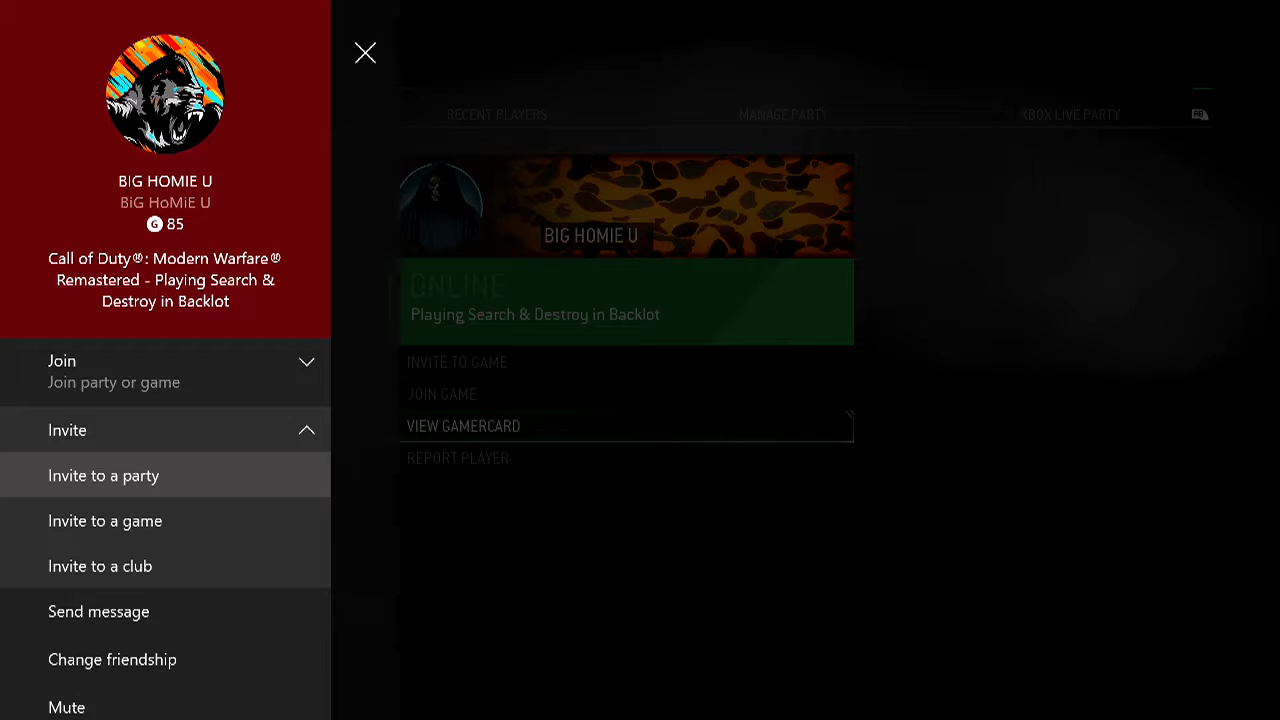 BIG HOMIE U
BiG HoMiE U
G 85
Call of Duty®: Modern Warfare®
Remastered - Playing Search &
Destroy in Backlot
Join
Join party or game
Invite
Invite to a party
Invite to a game
Invite to a club
Send message
Change friendship
Mute
RECENT PLAYERS
MANAGE PARTY
XBOX LIVE PARTY
RB
BIG HOMIE U
ONLINE
Playing Search & Destroy in Backlot
INVITE TO GAME
JOIN GAME
VIEW GAMERCARD
REPORT PLAYER